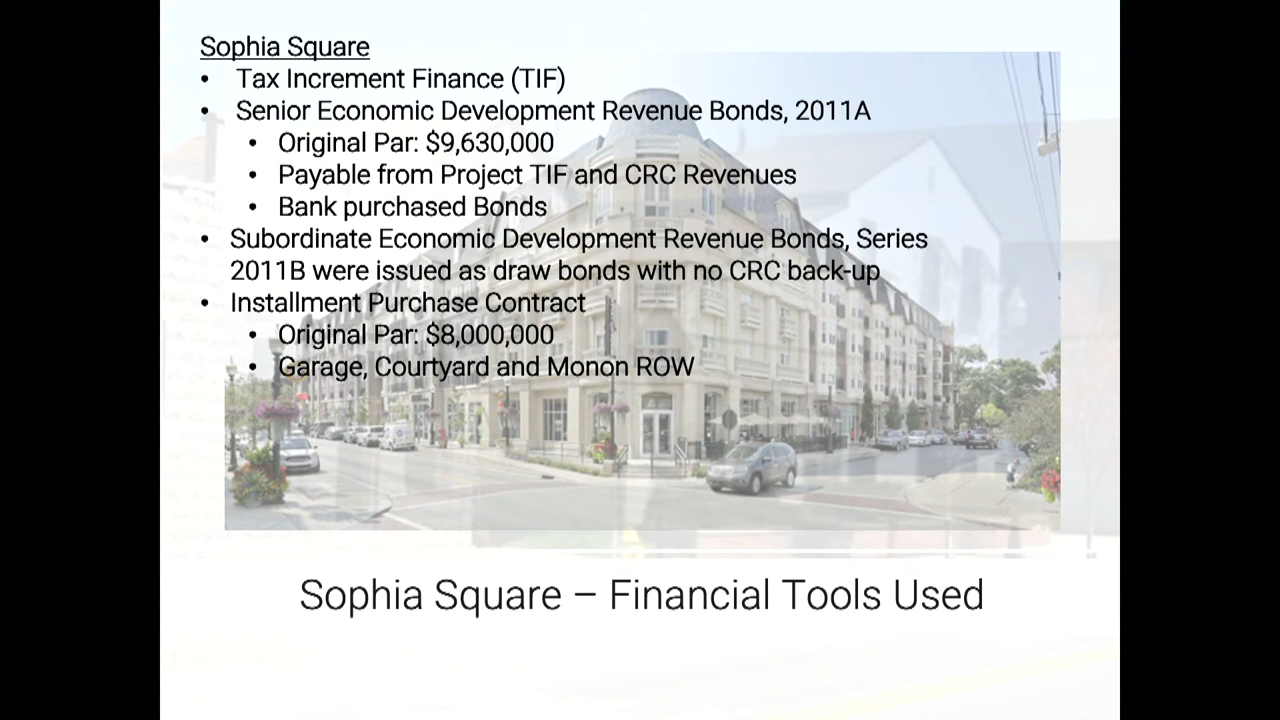 Sophia Square
• Tax Increment Finance (TIF)
• Senior Economic Development Revenue Bonds, 2011A
• Original Par: $9,630,000
• Payable from Project TIF and CRC Revenues
• Bank purchased Bonds
• Subordinate Economic Development Revenue Bonds, Series
2011B were issued as draw bonds with no CRC back-up
• Installment Purchase Contract
• Original Par: $8,000,000
• Garage, Courtyard and Monon ROW
Sophia Square – Financial Tools Used